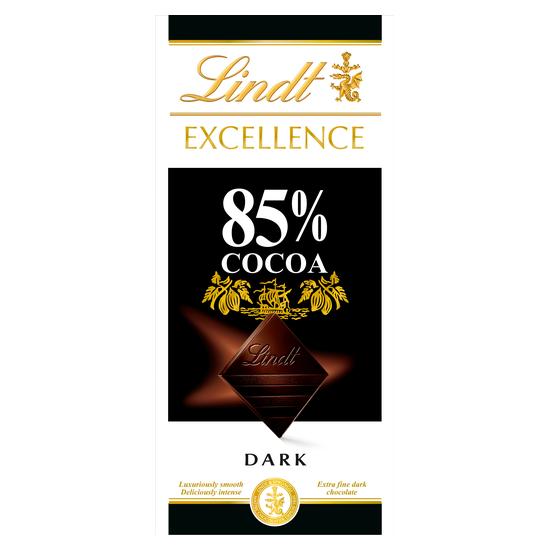 Lindt
EXCELLENCE
85%
COCOA
Lindt
DARK
Luxuriously smooth
Deliciously intense
Extra fine dark
chocolate